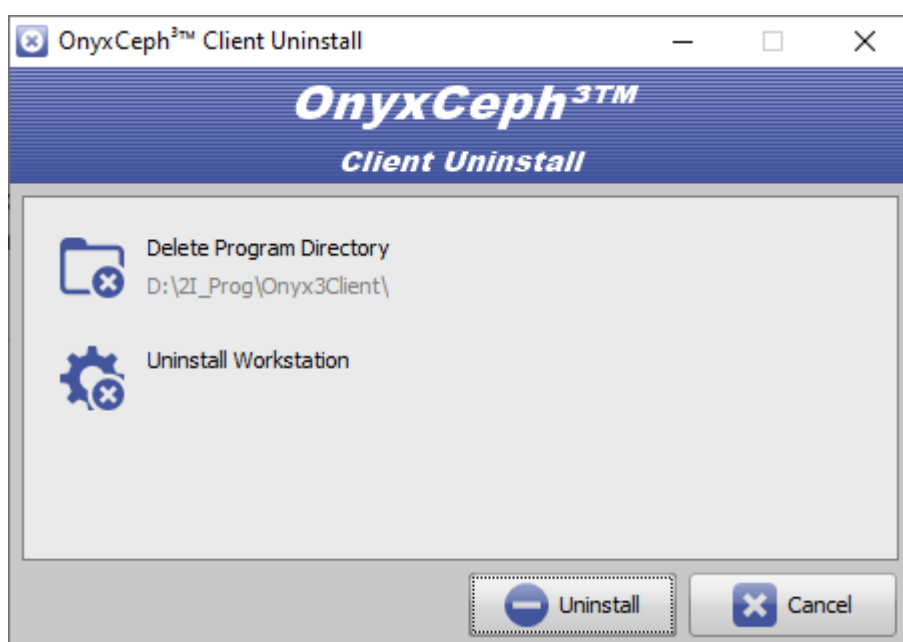 OnyxCeph³™ Client Uninstall
OnyxCeph³™
Client Uninstall
Delete Program Directory
D:\2I_Prog\Onyx3Client\
Uninstall Workstation
Uninstall
Cancel